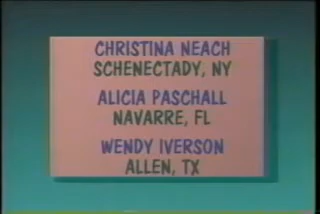 CHRISTINA NEACH
SCHENECTADY, NY
ALICIA PASCHALL
NAVARRE, FL
WENDY IVERSON
ALLEN, TX